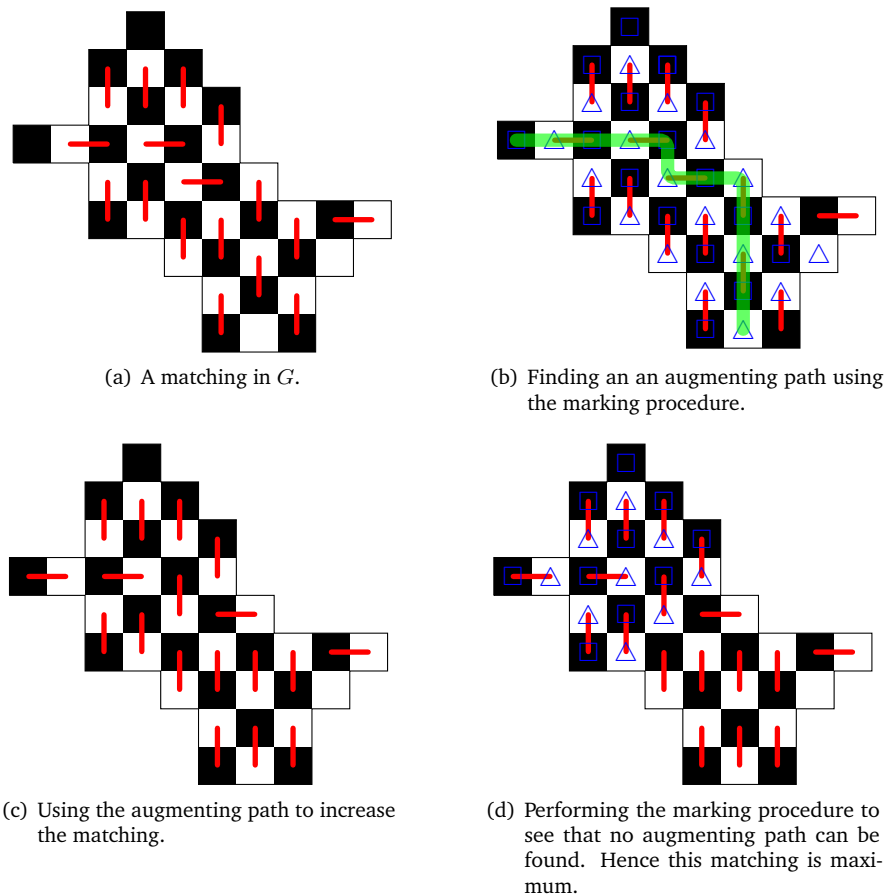 (a) A matching in G.
(b) Finding an an augmenting path using
the marking procedure.
(c) Using the augmenting path to increase
the matching.
(d) Performing the marking procedure to
see that no augmenting path can be
found. Hence this matching is maxi-
mum.